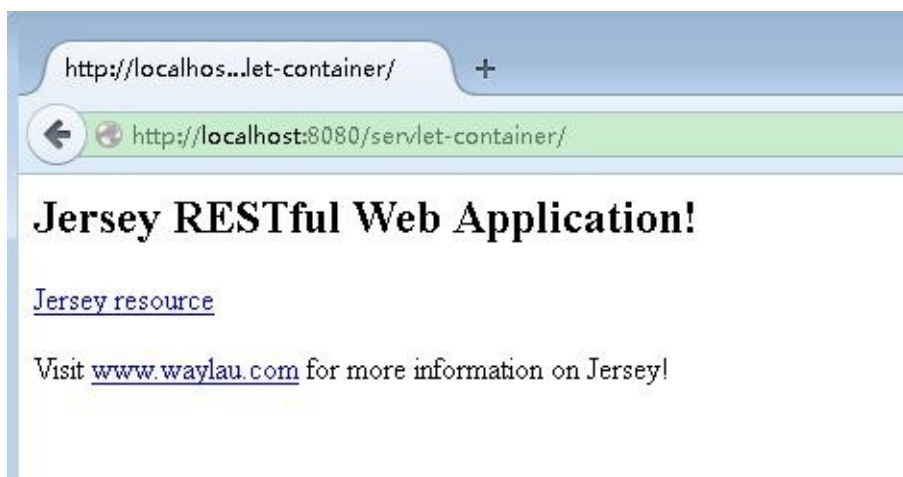 http://localhos...let-container/
+
http://localhost:8080/servlet-container/
Jersey RESTful Web Application!
Jersey resource
Visit www.waylau.com for more information on Jersey!